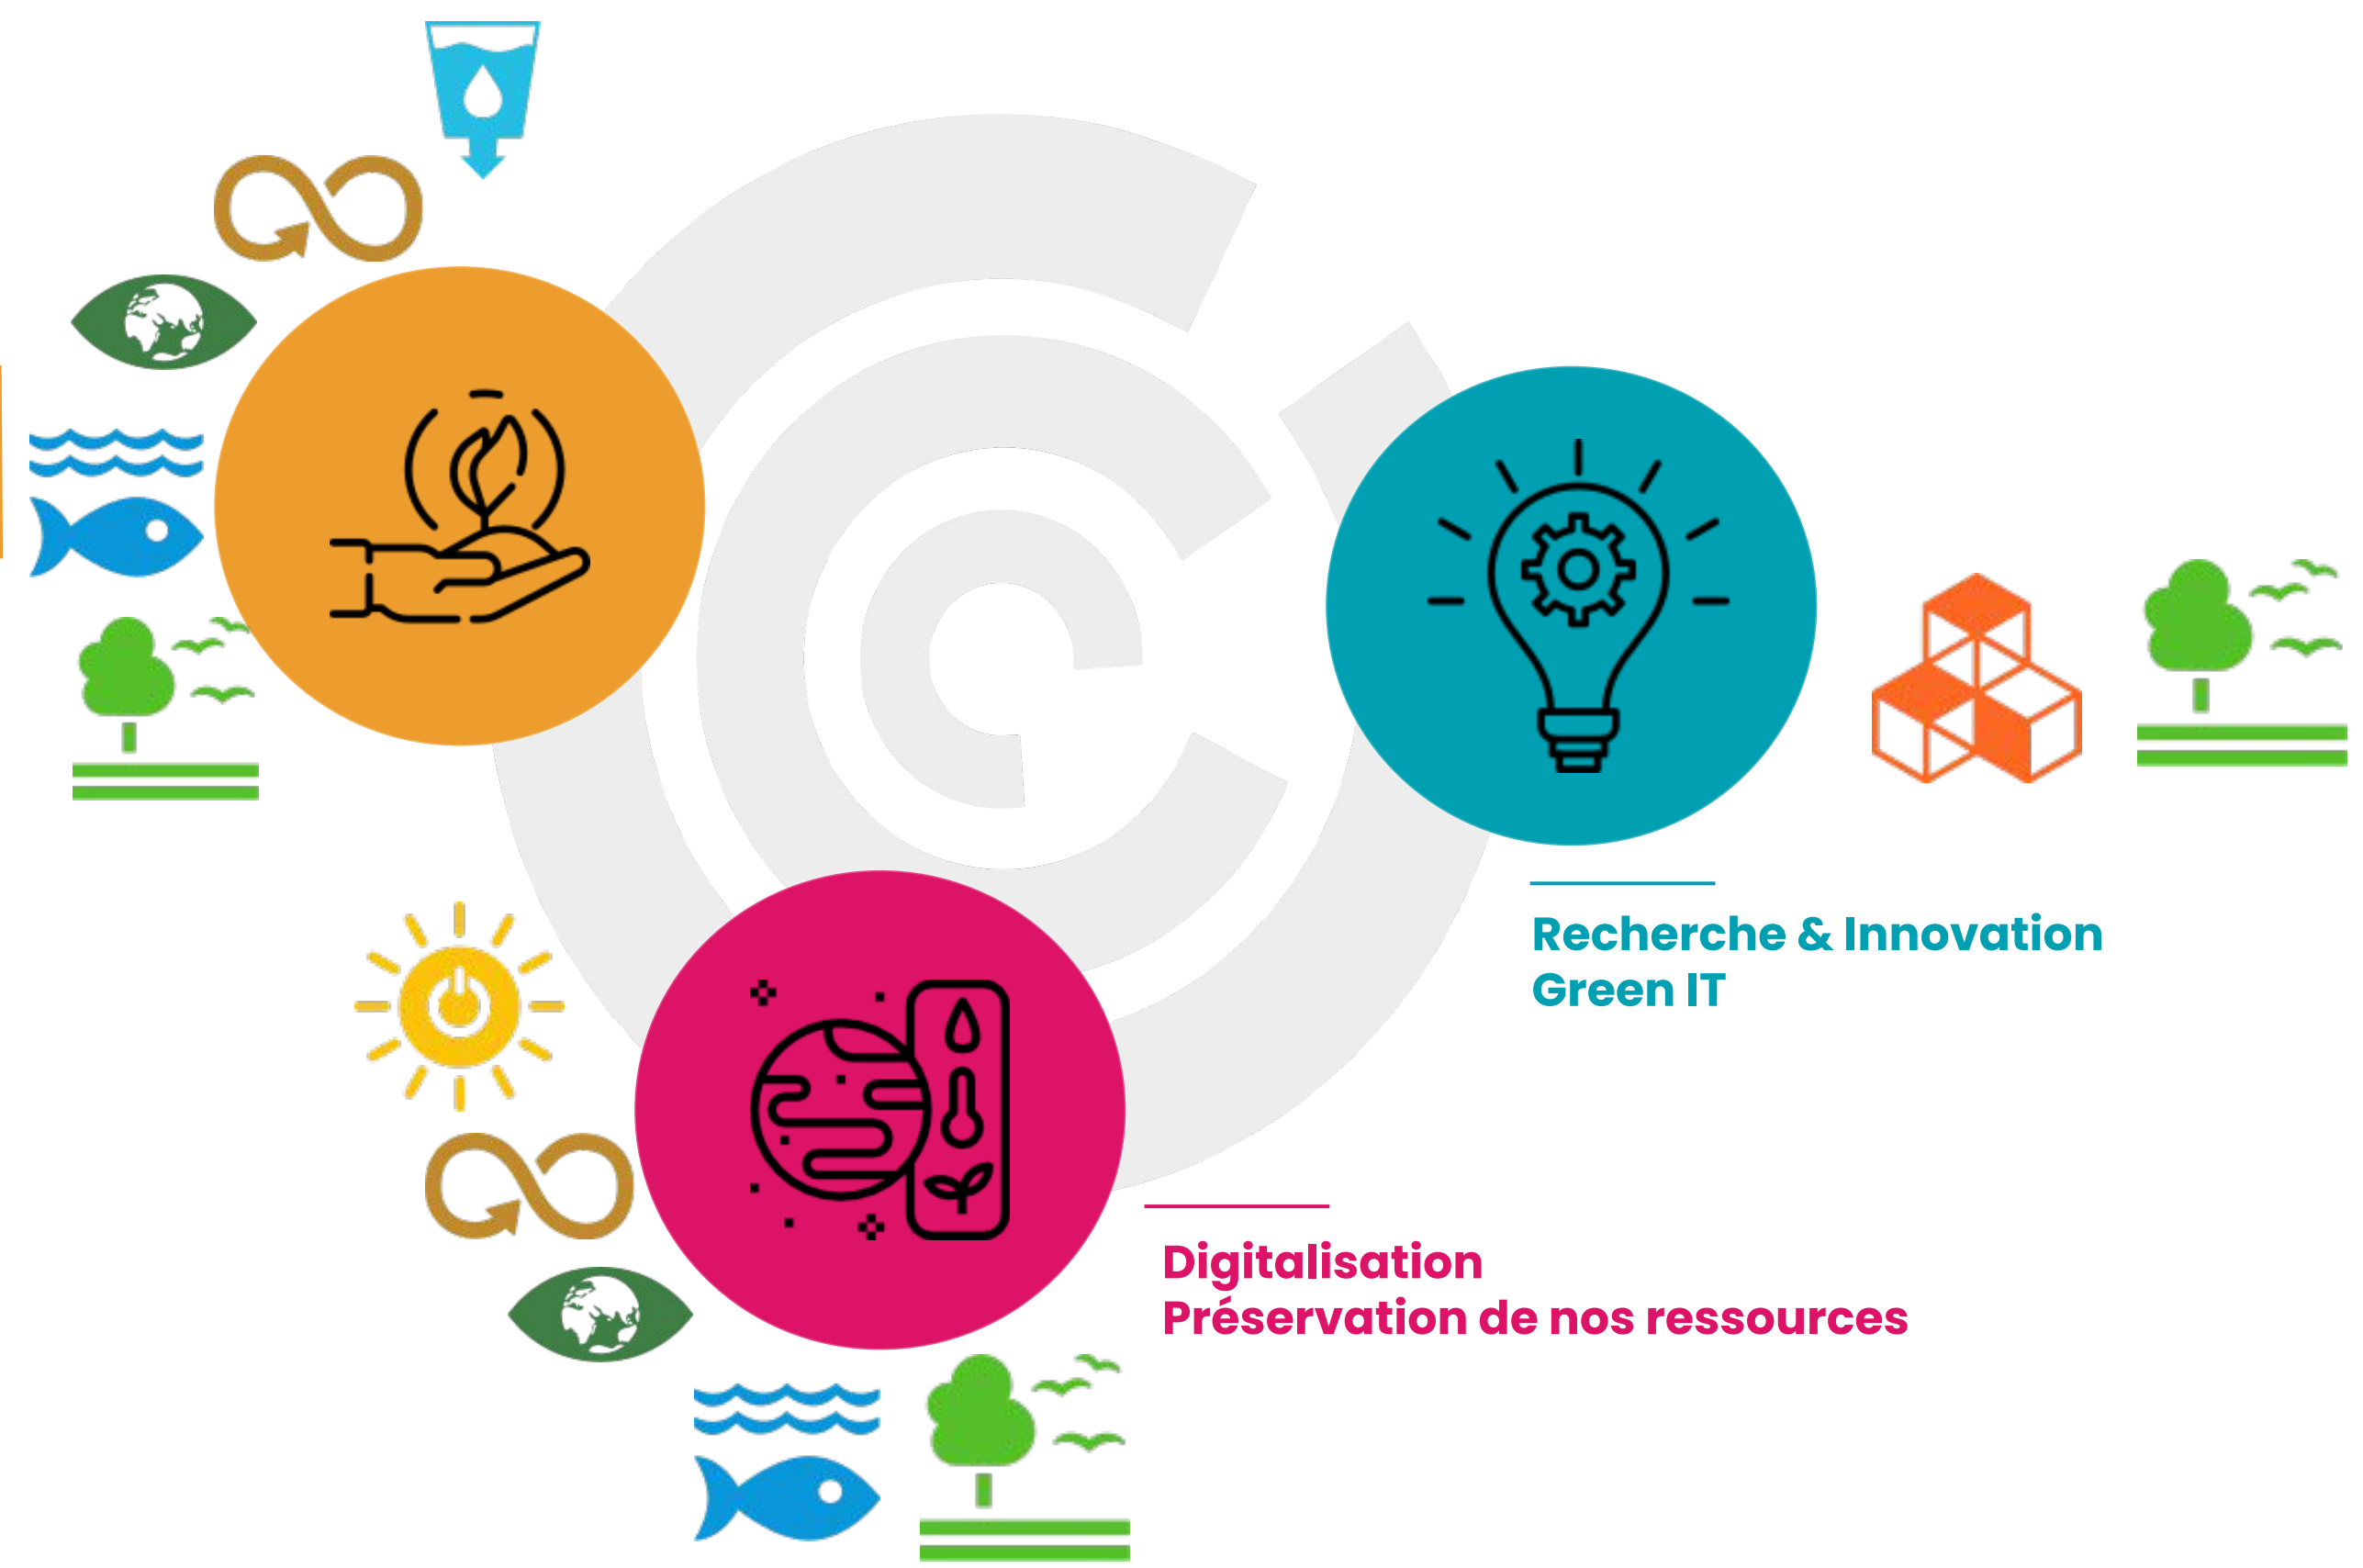 Recherche & Innovation
Green IT
Digitalisation
Préservation de nos ressources